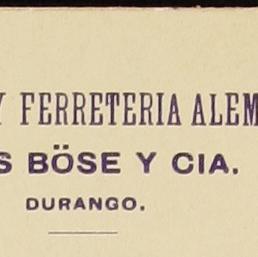 Y FERRETERIA ALEM
S BÖSE Y CIA.
DURANGO.